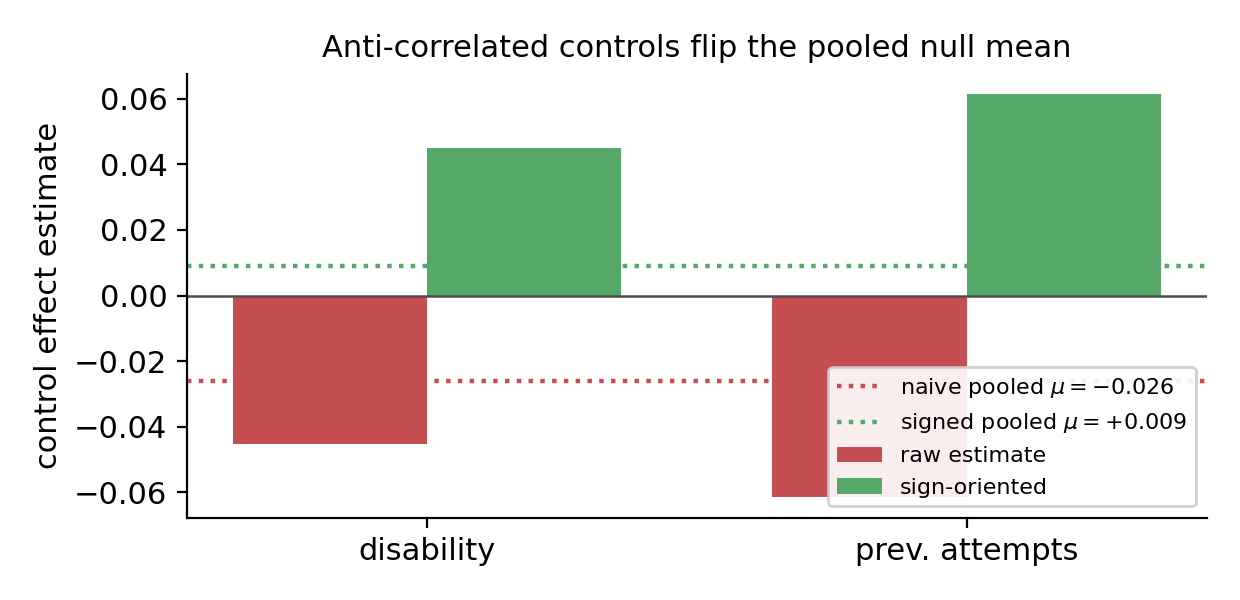 Anti-correlated controls flip the pooled null mean
control effect estimate
0.06
0.04
0.02
0.00
−0.02
−0.04
−0.06
naive pooled μ = −0.026
signed pooled μ = +0.009
raw estimate
sign-oriented
disability
prev. attempts